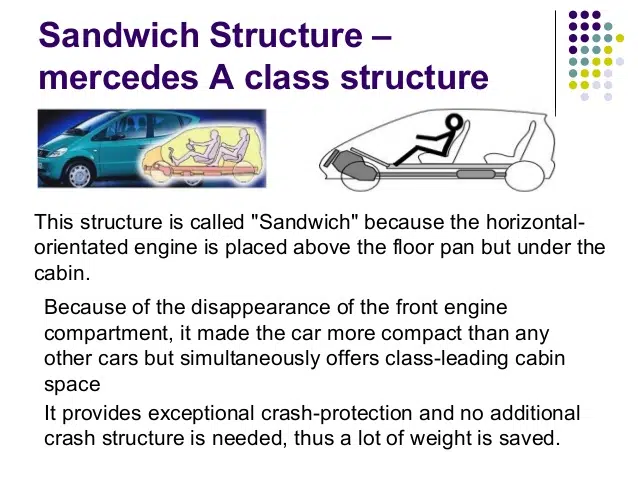 Sandwich Structure –
mercedes A class structure
This structure is called "Sandwich" because the horizontal-
orientated engine is placed above the floor pan but under the
cabin.
Because of the disappearance of the front engine
compartment, it made the car more compact than any
other cars but simultaneously offers class-leading cabin
space
It provides exceptional crash-protection and no additional
crash structure is needed, thus a lot of weight is saved.